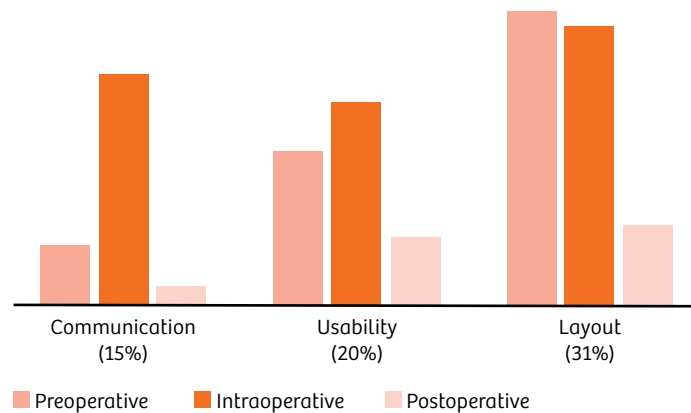 Communication
(15%)
Usability
(20%)
Layout
(31%)
Preoperative
Intraoperative
Postoperative